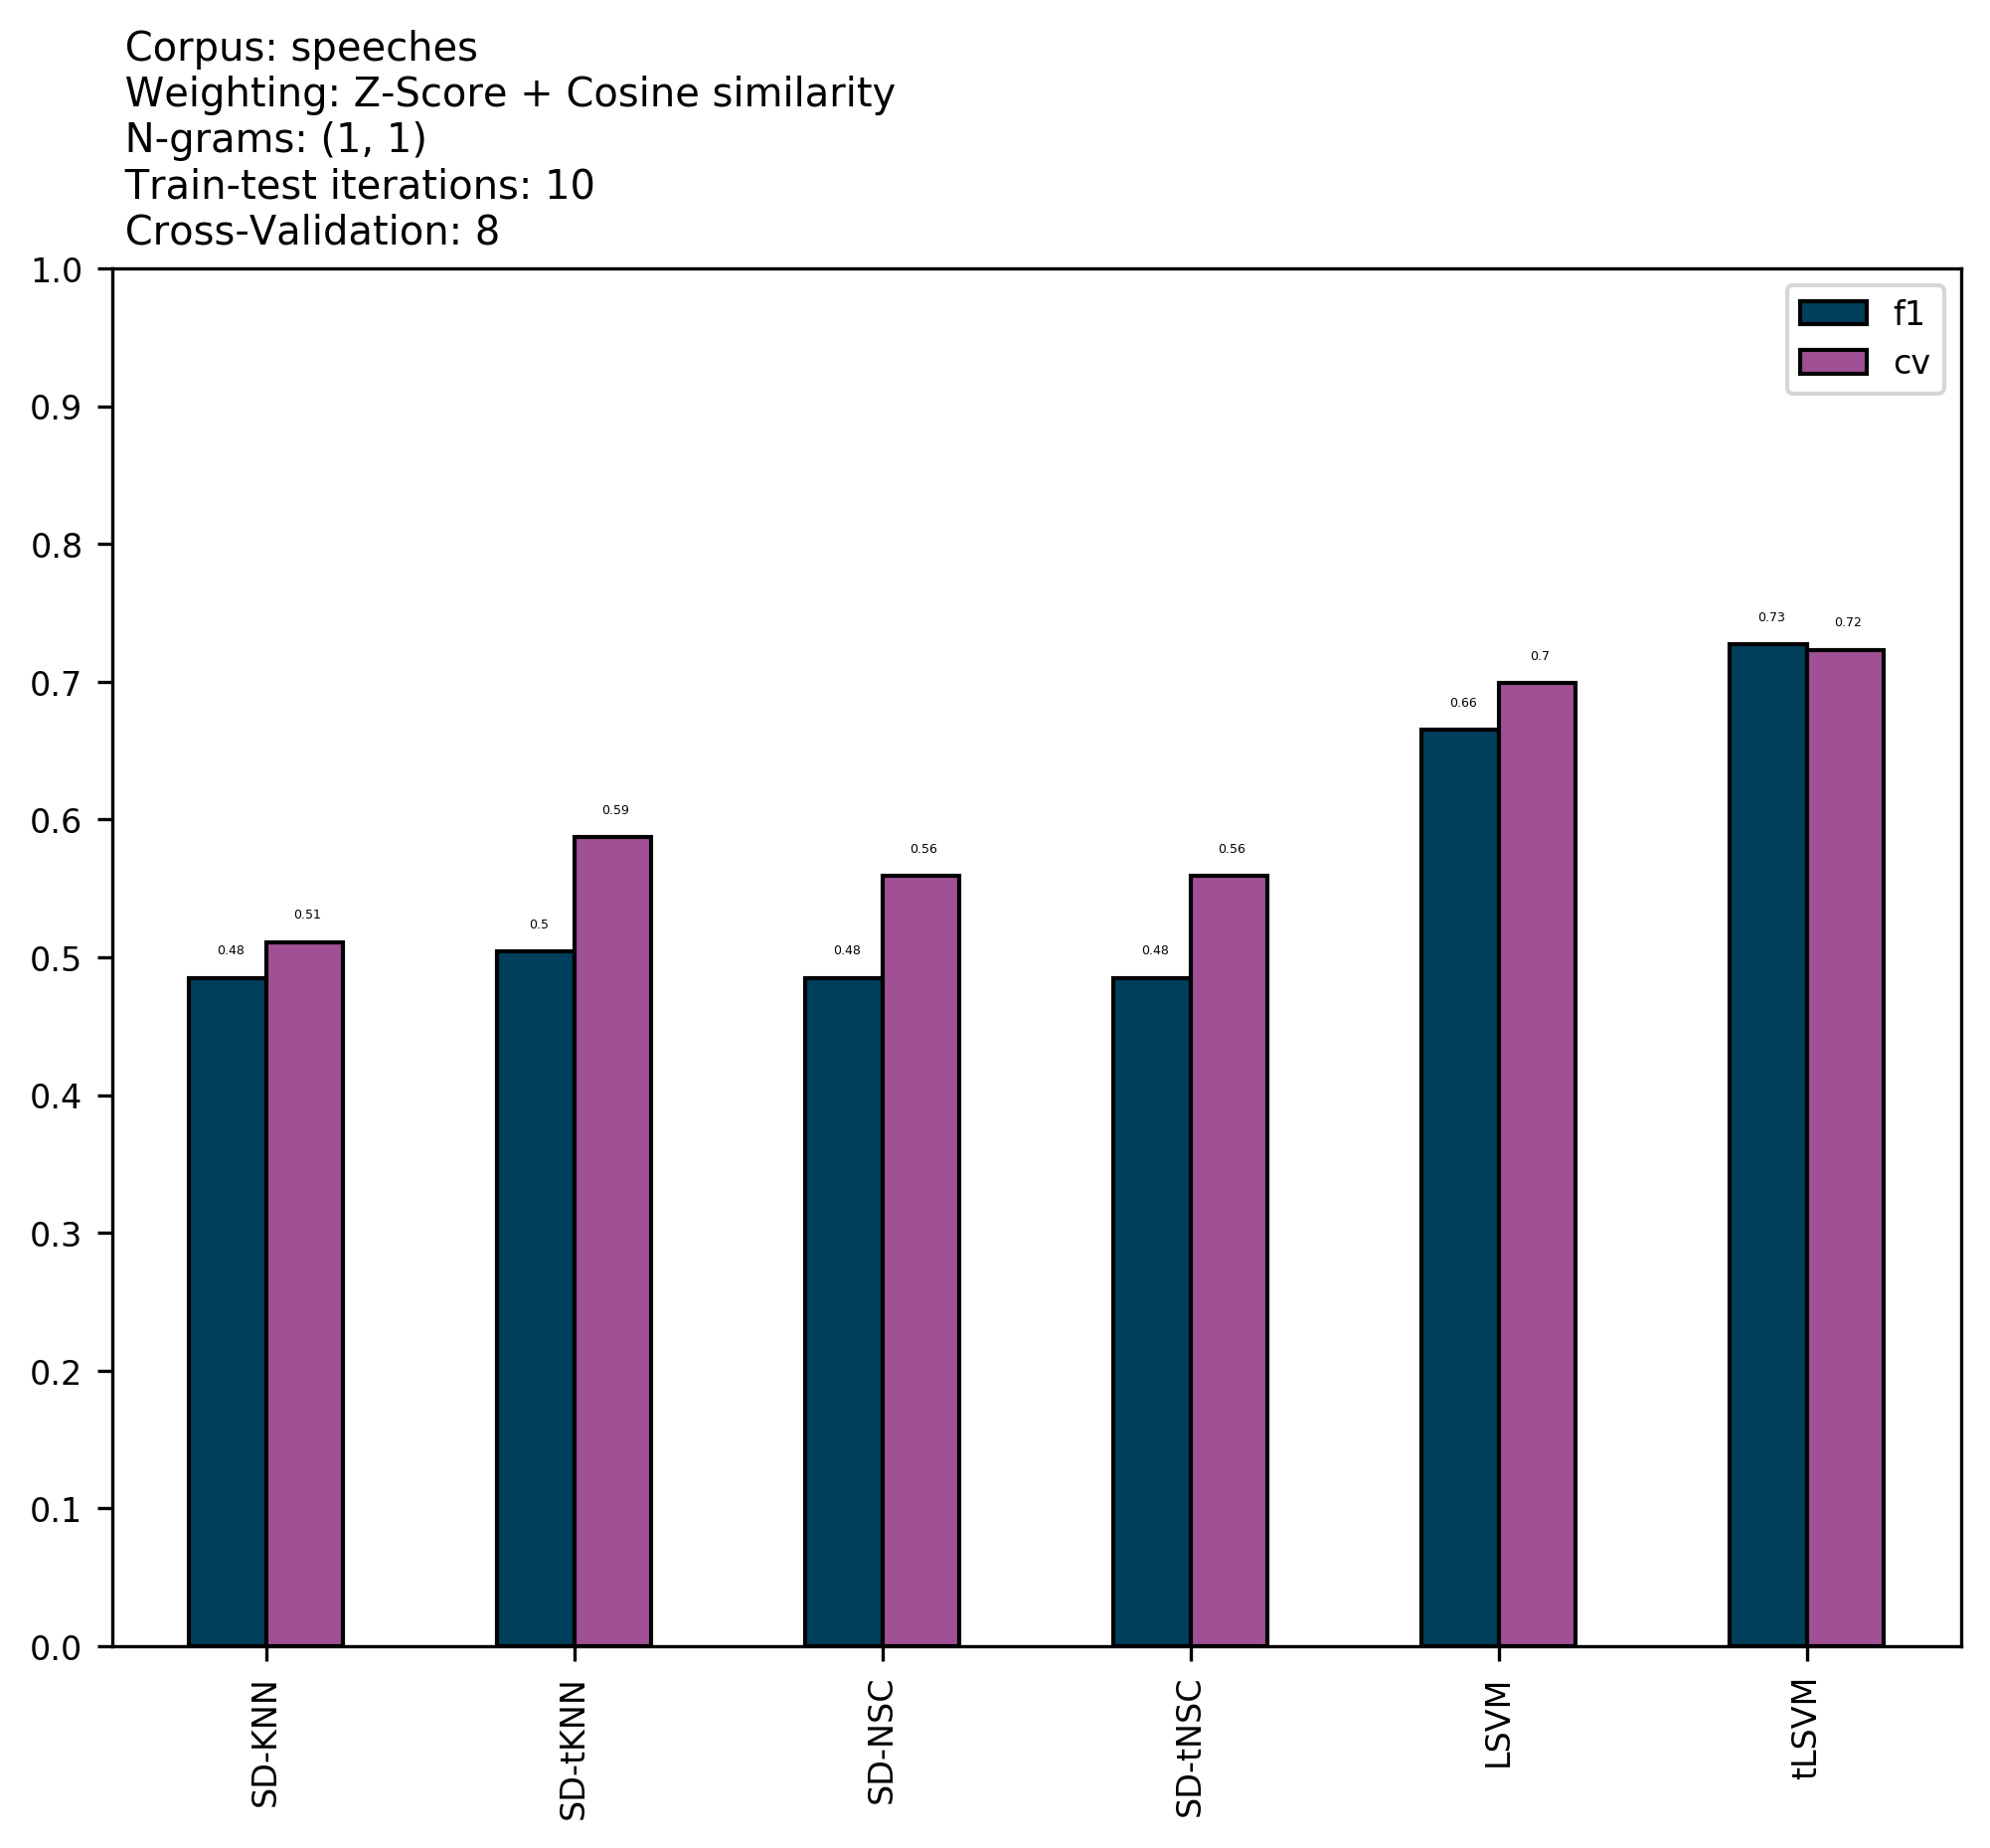 Corpus: speeches
Weighting: Z-Score + Cosine similarity
N-grams: (1, 1)
Train-test iterations: 10
Cross-Validation: 8
1.0
0.9
0.8
0.7
0.6
0.5
0.4
0.3
0.2
0.1
0.0
f1
cv
0.48
0.51
0.5
0.59
0.48
0.56
0.48
0.56
0.66
0.7
0.73
0.72
SD-KNN
SD-tKNN
SD-NSC
SD-tNSC
LSVM
tLSVM